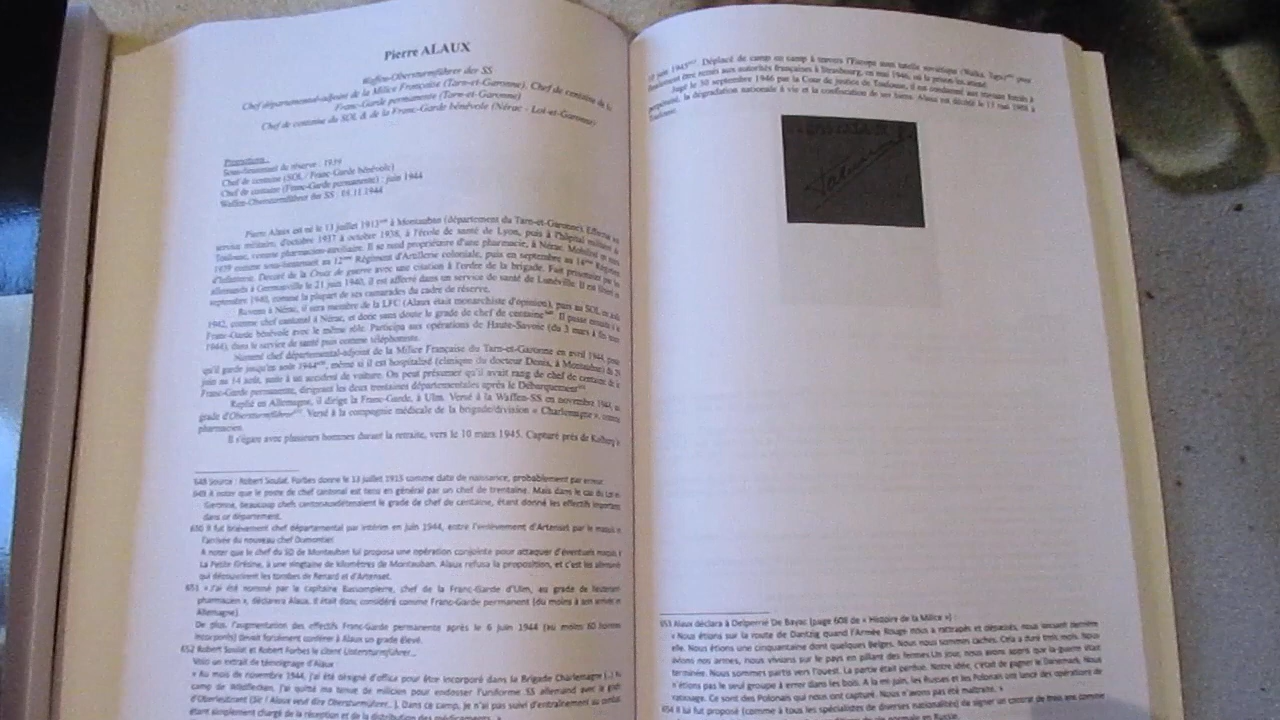 Pierre ALAUX
Waffen-Obersturmführer der SS
Chef départemental-adjoint de la Milice Française (Tarn-et-Garonne). Chef de centaine de la
Franc-Garde permanente (Tarn-et-Garonne)
Chef de centaine du SOL & de la Franc-Garde bénévole (Nérac - Lot-et-Garonne)
Promotions :
Sous-lieutenant de réserve : 1939
Chef de centaine (SOL / Franc-Garde bénévole)
Chef de centaine (Franc-Garde permanente) : juin 1944
Waffen-Obersturmführer der SS : 01.11.1944
Pierre Alaux est né le 13 juillet 1913 à Montauban (département du Tarn-et-Garonne). Effectue
service militaire, d'octobre 1937 à octobre 1938, à l'école de santé de Lyon, puis à l'hôpital militaire
Toulouse, comme pharmacien-auxiliaire. Il se rend propriétaire d'une pharmacie, à Nérac. Mobilisé
1939 comme sous-lieutenant au 12ème Régiment d'Artillerie coloniale, puis en septembre au 14ème Régiment
d'Infanterie. Décoré de la Croix de guerre avec une citation à l'ordre de la brigade. Fait prisonnier par les
allemands à le 21 juin 1940, il est affecté dans un service de santé de Lunéville. Il est libéré
septembre 1940, comme la plupart de ses camarades du cadre de réserve.
Revenu à Nérac, il sera membre de la LFC (Alaux était monarchiste d'opinion), puis au SOL
1942, comme chef cantonal à Nérac, et donc sans doute le grade de chef de centaine. Il passe ensuite à la
Franc-Garde bénévole avec le même rôle. Participa aux opérations de Haute-Savoie (du 3 mars à
1944), dans le service de santé puis comme téléphoniste.
Nommé chef départemental-adjoint de la Milice Française du Tarn-et-Garonne en avril 1944, poste
qu'il garde jusqu'en août 1944, même si il est hospitalisé (clinique du docteur Denis, à Montauban) du
juin au 14 août, suite à un accident de voiture. On peut présumer qu'il avait rang de chef de centaine de la
Franc-Garde permanente, dirigeant les deux trentaines départementales après le Débarquement
Replié en Allemagne, il dirige la Franc-Garde, à Ulm. Versé à la Waffen-SS en novembre 1944, au
grade d'Obersturmführer. Versé à la compagnie médicale de la brigade/division « Charlemagne », comme
pharmacien.
Il s'égare avec plusieurs hommes durant la retraite, vers le 10 mars 1945. Capturé près de Kolberg
648 Source : Robert Soulat. Forbes donne le 13 juillet 1915 comme date de naissance, probablement par erreur.
649 A noter que le poste de chef cantonal est tenu en général par un chef de trentaine. Mais dans le cas du Lot-et-
Garonne, beaucoup chefs cantonaux détenaient le grade de chef de centaine, étant donné les effectifs importants
dans ce département.
650 Il fut brièvement chef départemental par intérim en juin 1944, entre l'enlèvement d'Artenset par le maquis
l'arrivée du nouveau chef Dumontier.
A noter que le chef du SD de Montauban lui proposa une opération conjointe pour attaquer d'éventuels maquis
La Petite Grésine, à une vingtaine de kilomètres de Montauban. Alaux refusa la proposition, et c'est les allemands
qui découvrirent les tombes de Renard et d'Artenset.
651 « J'ai été nommé par le capitaine Bassompierre, chef de la Franc-Garde d'Ulm, au grade de lieutenant
pharmacien », déclarera Alaux. Il était donc considéré comme Franc-Garde permanent (du moins à son arrivée en
Allemagne)
De plus, l'augmentation des effectifs Franc-Garde permanente après le 6 juin 1944 (au moins 60 hommes
incorporés) devait forcément conférer à Alaux un grade élevé.
652 Robert Soulat et Robert Forbes le citent Untersturmführer...
Voici un extrait de témoignage d'Alaux :
« Au mois de novembre 1944, j'ai été désigné d'office pour être incorporé dans la Brigade Charlemagne (..) Au
camp de Wildflecken, j'ai quitté ma tenue de milicien pour endosser l'uniforme SS allemand avec le grade
d'Oberleutnant (Sic ! Alaux veut dire Obersturmführer.. ). Dans ce camp, je n'ai pas suivi d'entraînement au combat
étant simplement chargé de la réception et de la distribution des médicaments. »
juin 1945. Déplacé de camp en camp à travers l'Europe sous tutelle soviétique
finalement être remis aux autorités françaises à Strasbourg, en mai 1946, où la prison les attend.
Jugé le 30 septembre 1946 par la Cour de justice de Toulouse, il est condamné aux travaux forcés à
perpétuité, la dégradation nationale à vie et la confiscation de ses biens. Alaux est décédé le 13 mai 1988 à
Toulouse.
653 Alaux déclara à Delperrié De Bayac (page 608 de « Histoire de la Milice ») :
« Nous étions sur la route de Dantzig quand l'Armée Rouge nous a rattrapés et dépassés, nous laissant derrière
elle. Nous étions une cinquantaine dont quelques Belges. Nous nous sommes cachés. Cela a duré trois mois. Nous
avions nos armes, nous vivions sur le pays en pillant des fermes. Un jour, nous avons appris que la guerre était
terminée. Nous sommes partis vers l'ouest. La partie était perdue. Notre idée, c'était de gagner le Danemark. Nous
n'étions pas le seul groupe à errer dans les bois. A la mi-juin, les Russes et les Polonais ont lancé des opérations de
ratissage. Ce sont des Polonais qui nous ont capturé. Nous n'avons pas été maltraité. »
654 Il lui fut proposé (comme à tous les spécialistes de diverses nationalités) de signer un contrat de trois ans comme
vie normale en Russie.